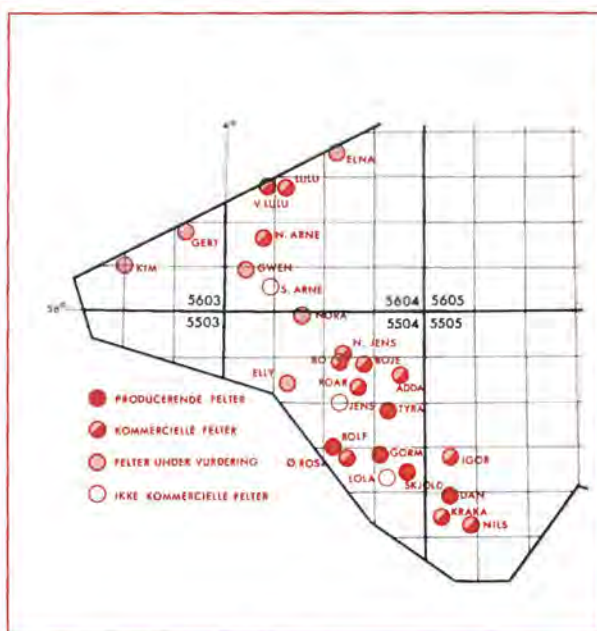 4°
ELNA
LULU
V. LULU
N. ARNE
GERT
GWEN
KIM
S. ARNE
5603
5604 5605
56°
5503
NORA
5504 5505
N. JENS
BO
BOJE
ELLY
ROAR
ADDA
PRODUCERENDE FELTER
JENS
TYRA
KOMMERCIELLE FELTER
ROLF
GORM
IGOR
FELTER UNDER VURDERING
Ø. ROSA
LOLA
SKJOLD
IKKE KOMMERCIELLE FELTER
DAN
KRAKA
NILS